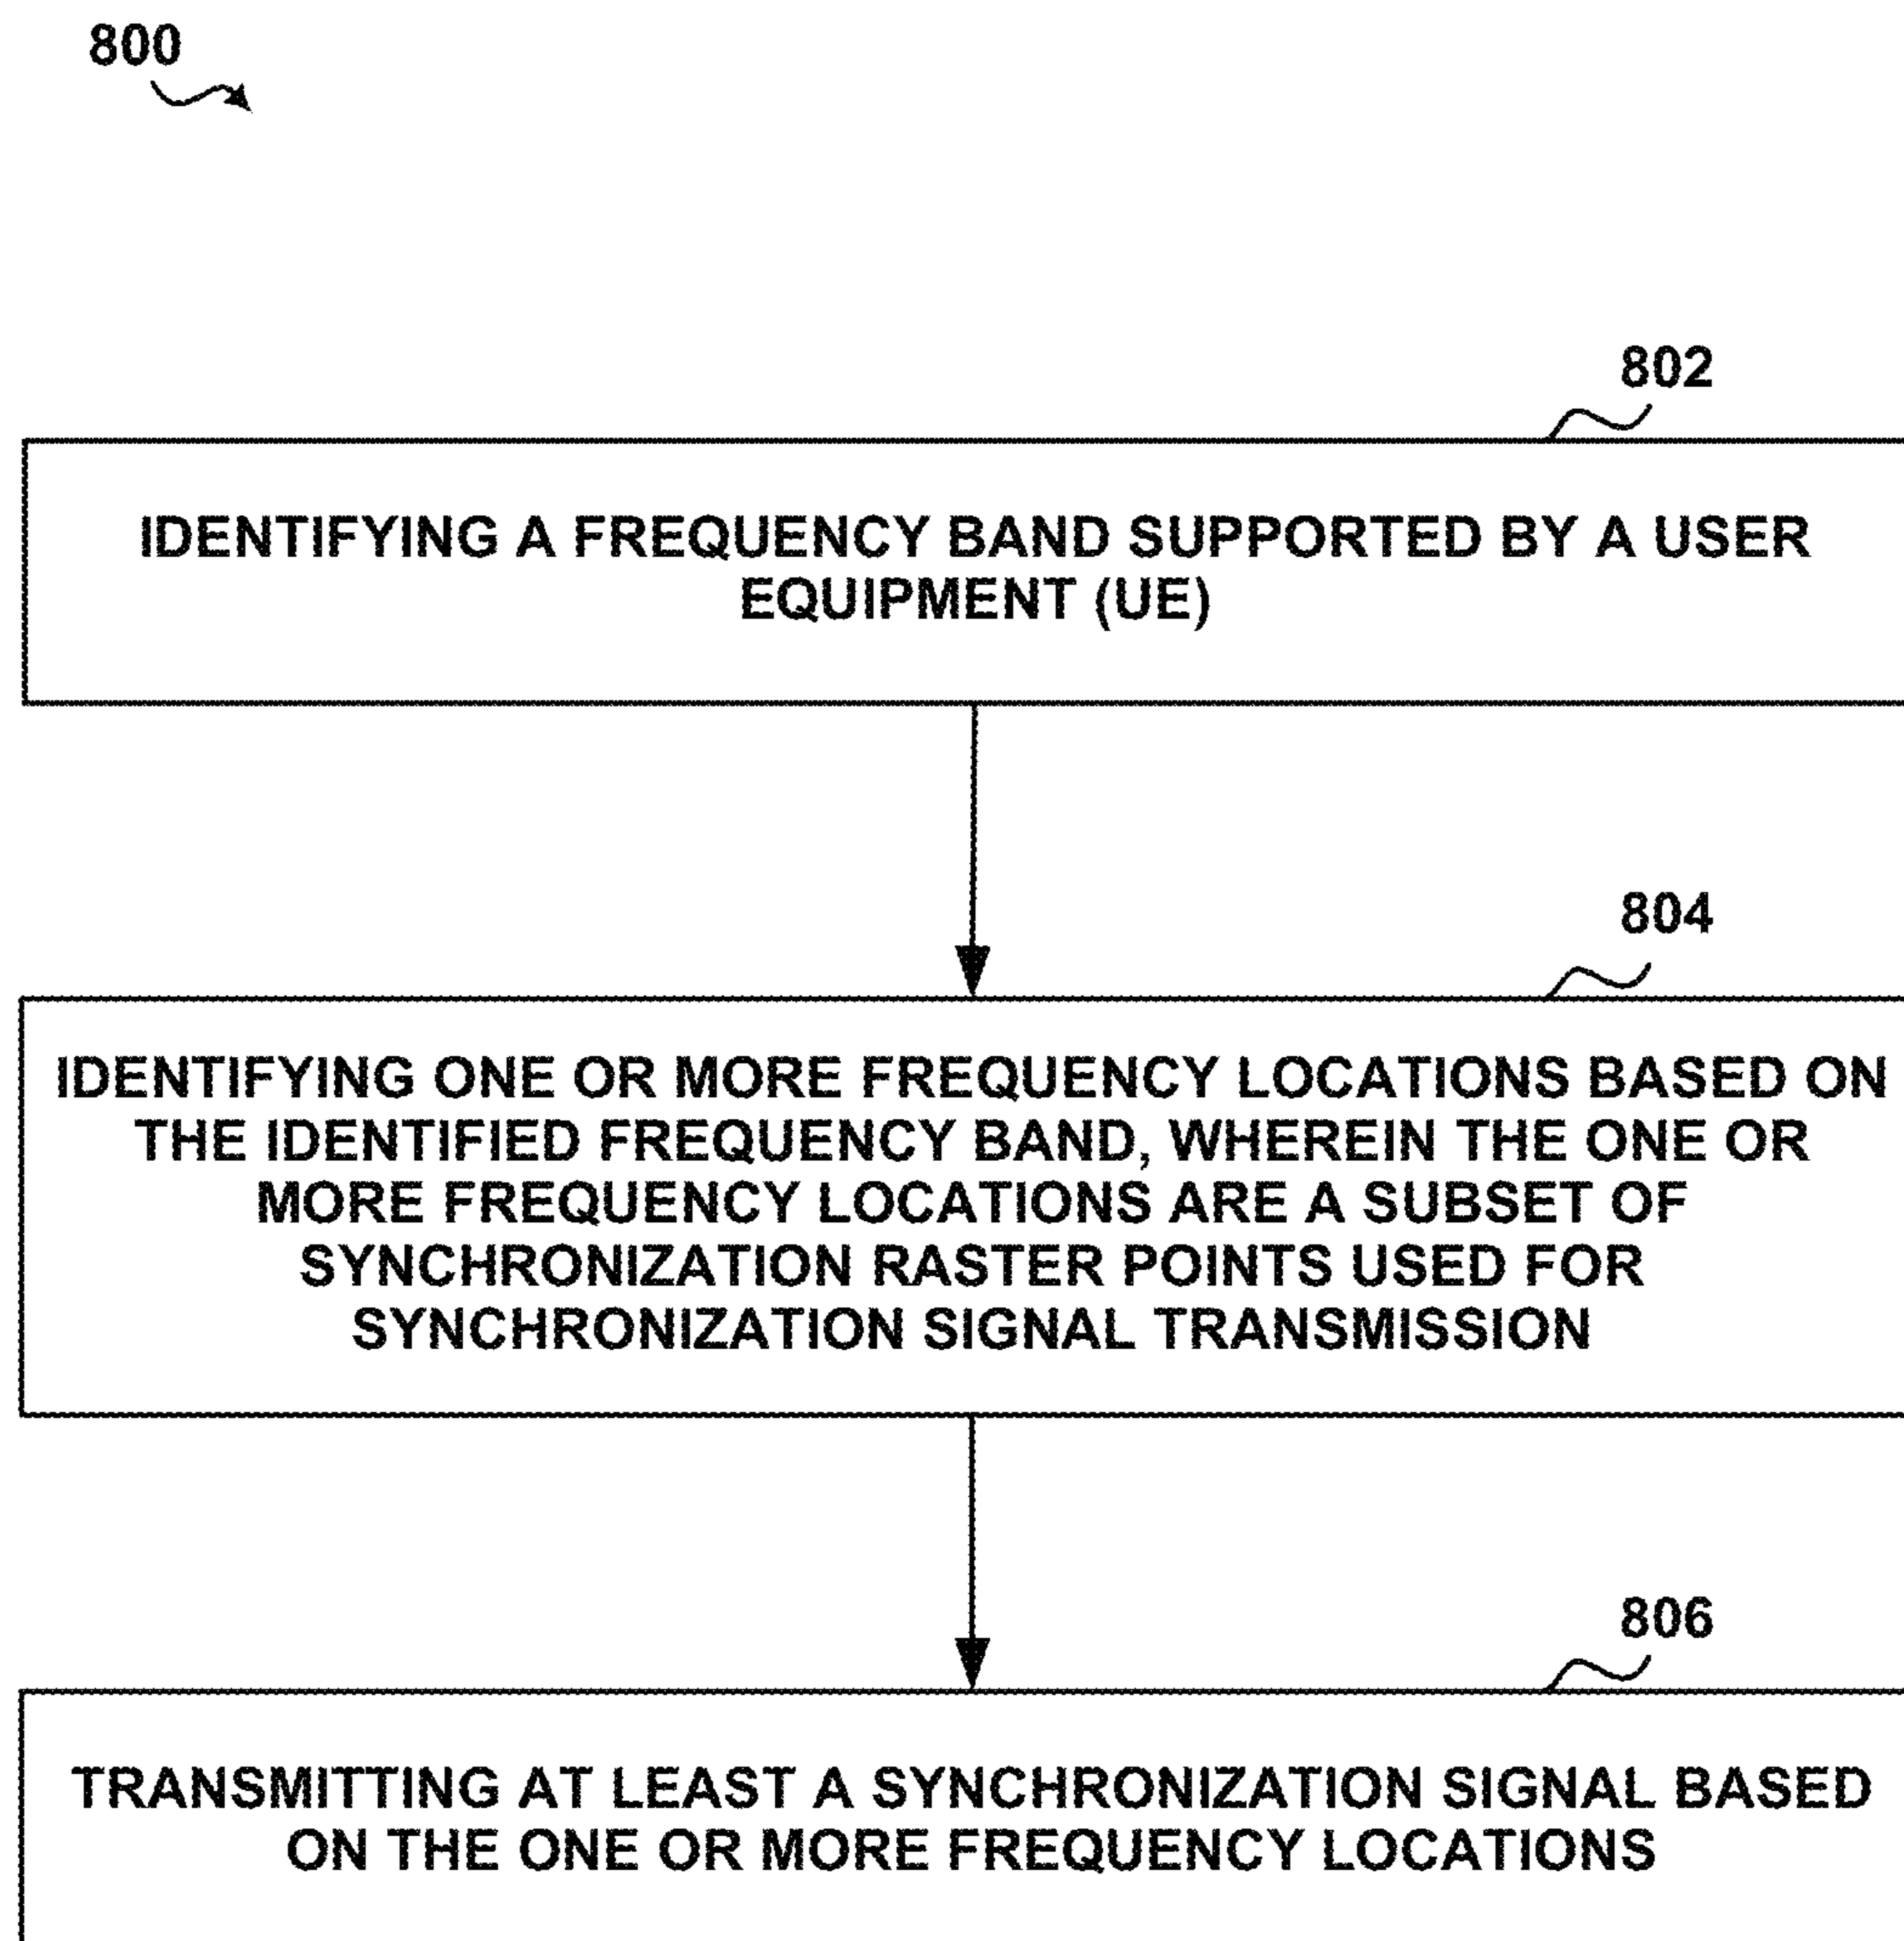 800
802
IDENTIFYING A FREQUENCY BAND SUPPORTED BY A USER
EQUIPMENT (UE)
804
IDENTIFYING ONE OR MORE FREQUENCY LOCATIONS BASED ON
THE IDENTIFIED FREQUENCY BAND, WHEREIN THE ONE OR
MORE FREQUENCY LOCATIONS ARE A SUBSET OF
SYNCHRONIZATION RASTER POINTS USED FOR
SYNCHRONIZATION SIGNAL TRANSMISSION
806
TRANSMITTING AT LEAST A SYNCHRONIZATION SIGNAL BASED
ON THE ONE OR MORE FREQUENCY LOCATIONS